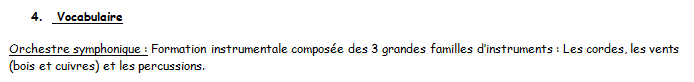 4. Vocabulaire
Orchestre symphonique : Formation instrumentale composée des 3 grandes familles d'instruments : Les cordes, les vents
(bois et cuivres) et les percussions.